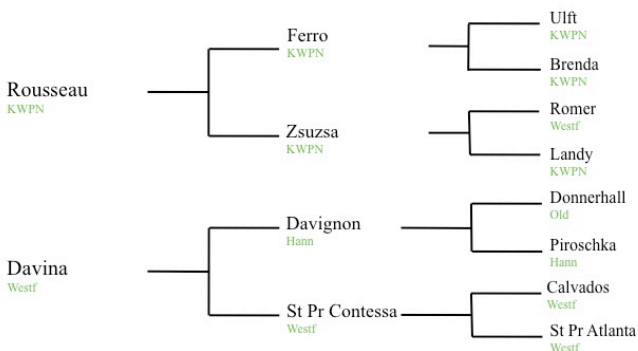 Rousseau
KWPN
Ferro
KWPN
Ulft
KWPN
Brenda
KWPN
Zsuzsa
KWPN
Romer
Westf
Landy
KWPN
Davina
Westf
Davignon
Hann
Donnerhall
Old
Piroschka
Hann
St Pr Contessa
Westf
Calvados
Westf
St Pr Atlanta
Westf